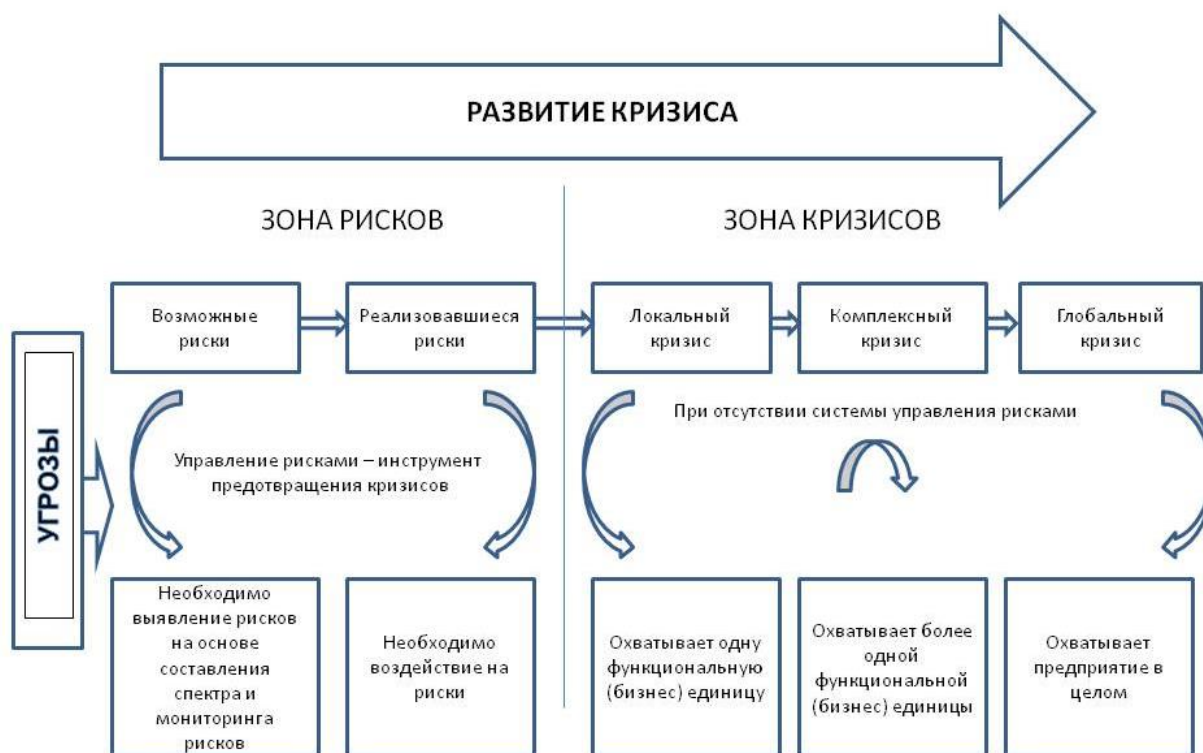 РАЗВИТИЕ КРИЗИСА
ЗОНА РИСКОВ
ЗОНА КРИЗИСОВ
УГРОЗЫ
Возможные
риски
Реализовавшиеся
риски
Локальный
кризис
Комплексный
кризис
Глобальный
кризис
Управление рисками – инструмент
предотвращения кризисов
При отсутствии системы управления рисками
Необходимо
выявление рисков
на основе
составления
спектра и
мониторинга
рисков
Необходимо
воздействие на
риски
Охватывает одну
функциональную
(бизнес) единицу
Охватывает более
одной
функциональной
(бизнес) единицы
Охватывает
предприятие в
целом